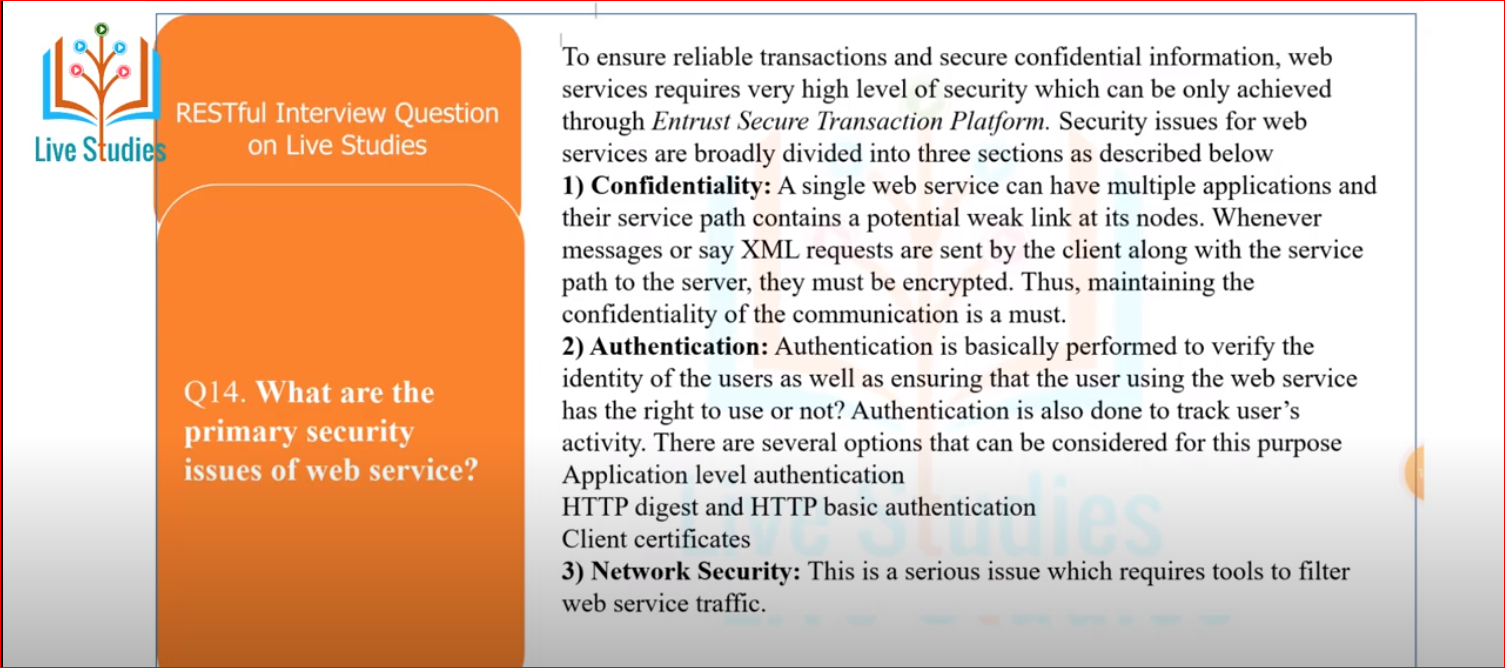 Live Studies
RESTful Interview Question
on Live Studies
Q14. What are the
primary security
issues of web service?
To ensure reliable transactions and secure confidential information, web
services requires very high level of security which can be only achieved
through Entrust Secure Transaction Platform. Security issues for web
services are broadly divided into three sections as described below
1) Confidentiality: A single web service can have multiple applications and
their service path contains a potential weak link at its nodes. Whenever
messages or say XML requests are sent by the client along with the service
path to the server, they must be encrypted. Thus, maintaining the
confidentiality of the communication is a must.
2) Authentication: Authentication is basically performed to verify the
identity of the users as well as ensuring that the user using the web service
has the right to use or not? Authentication is also done to track user's
activity. There are several options that can be considered for this purpose
Application level authentication
HTTP digest and HTTP basic authentication
Client certificates
3) Network Security: This is a serious issue which requires tools to filter
web service traffic.
Live Studies